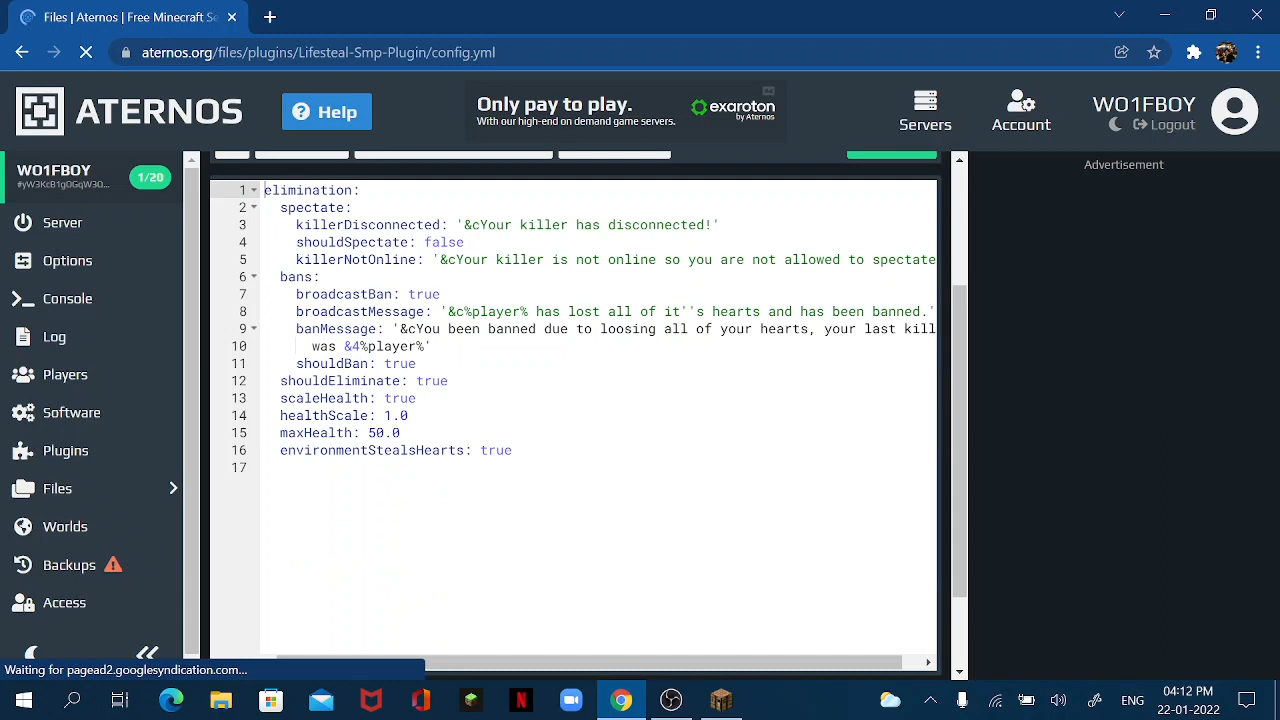 Files | Aternos | Free Minecraft Se
aternos.org/files/plugins/Lifesteal-Smp-Plugin/config.yml
ATERNOS
Help
Only pay to play.
With our high-end on demand game servers.
exaroton
by Aternos
Ad
Servers
Account
WO1FBOY
Logout
WO1FBOY
#yW3KcB1g0GqW3O...
1/20
Server
Options
Console
Log
Players
Software
Plugins
Files
Worlds
Backups
Access
1 elimination:
2 spectate:
3 killerDisconnected: '&cYour killer has disconnected!'
4 shouldSpectate: false
5 killerNotOnline: '&cYour killer is not online so you are not allowed to spectate
6 bans:
7 broadcastBan: true
8 broadcastMessage: '&c%player% has lost all of it''s hearts and has been banned.'
9 banMessage: '&cYou been banned due to loosing all of your hearts, your last kill
10 was &4%player%'
11 shouldBan: true
12 shouldEliminate: true
13 scaleHealth: true
14 healthScale: 1.0
15 maxHealth: 50.0
16 environmentStealsHearts: true
17
Advertisement
Waiting for pagead2.googlesyndication.com...
ENG
04:12 PM
22-01-2022